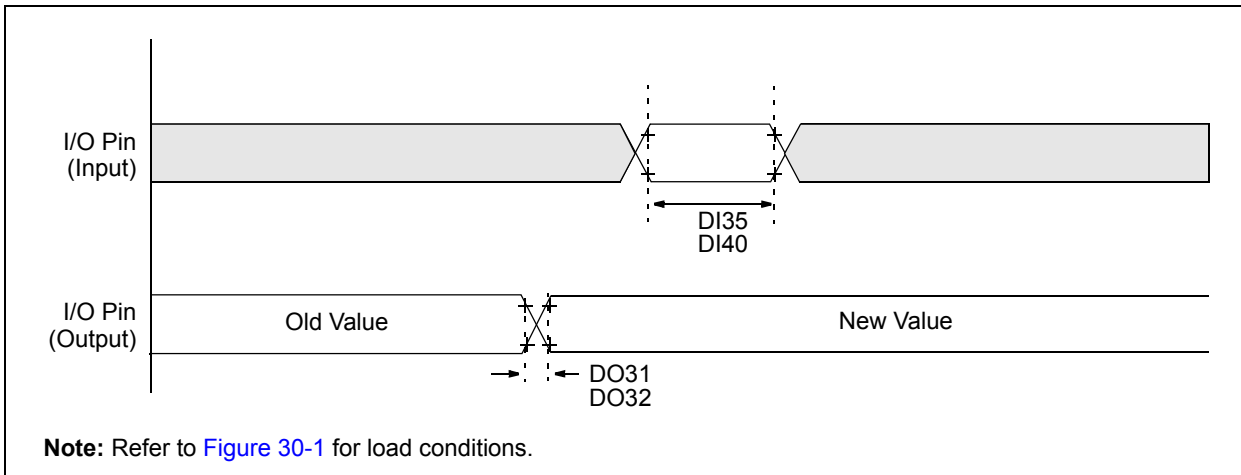 I/O Pin
(Input)
DI35
DI40
I/O Pin
(Output)
Old Value
New Value
DO31
DO32
Note: Refer to Figure 30-1 for load conditions.